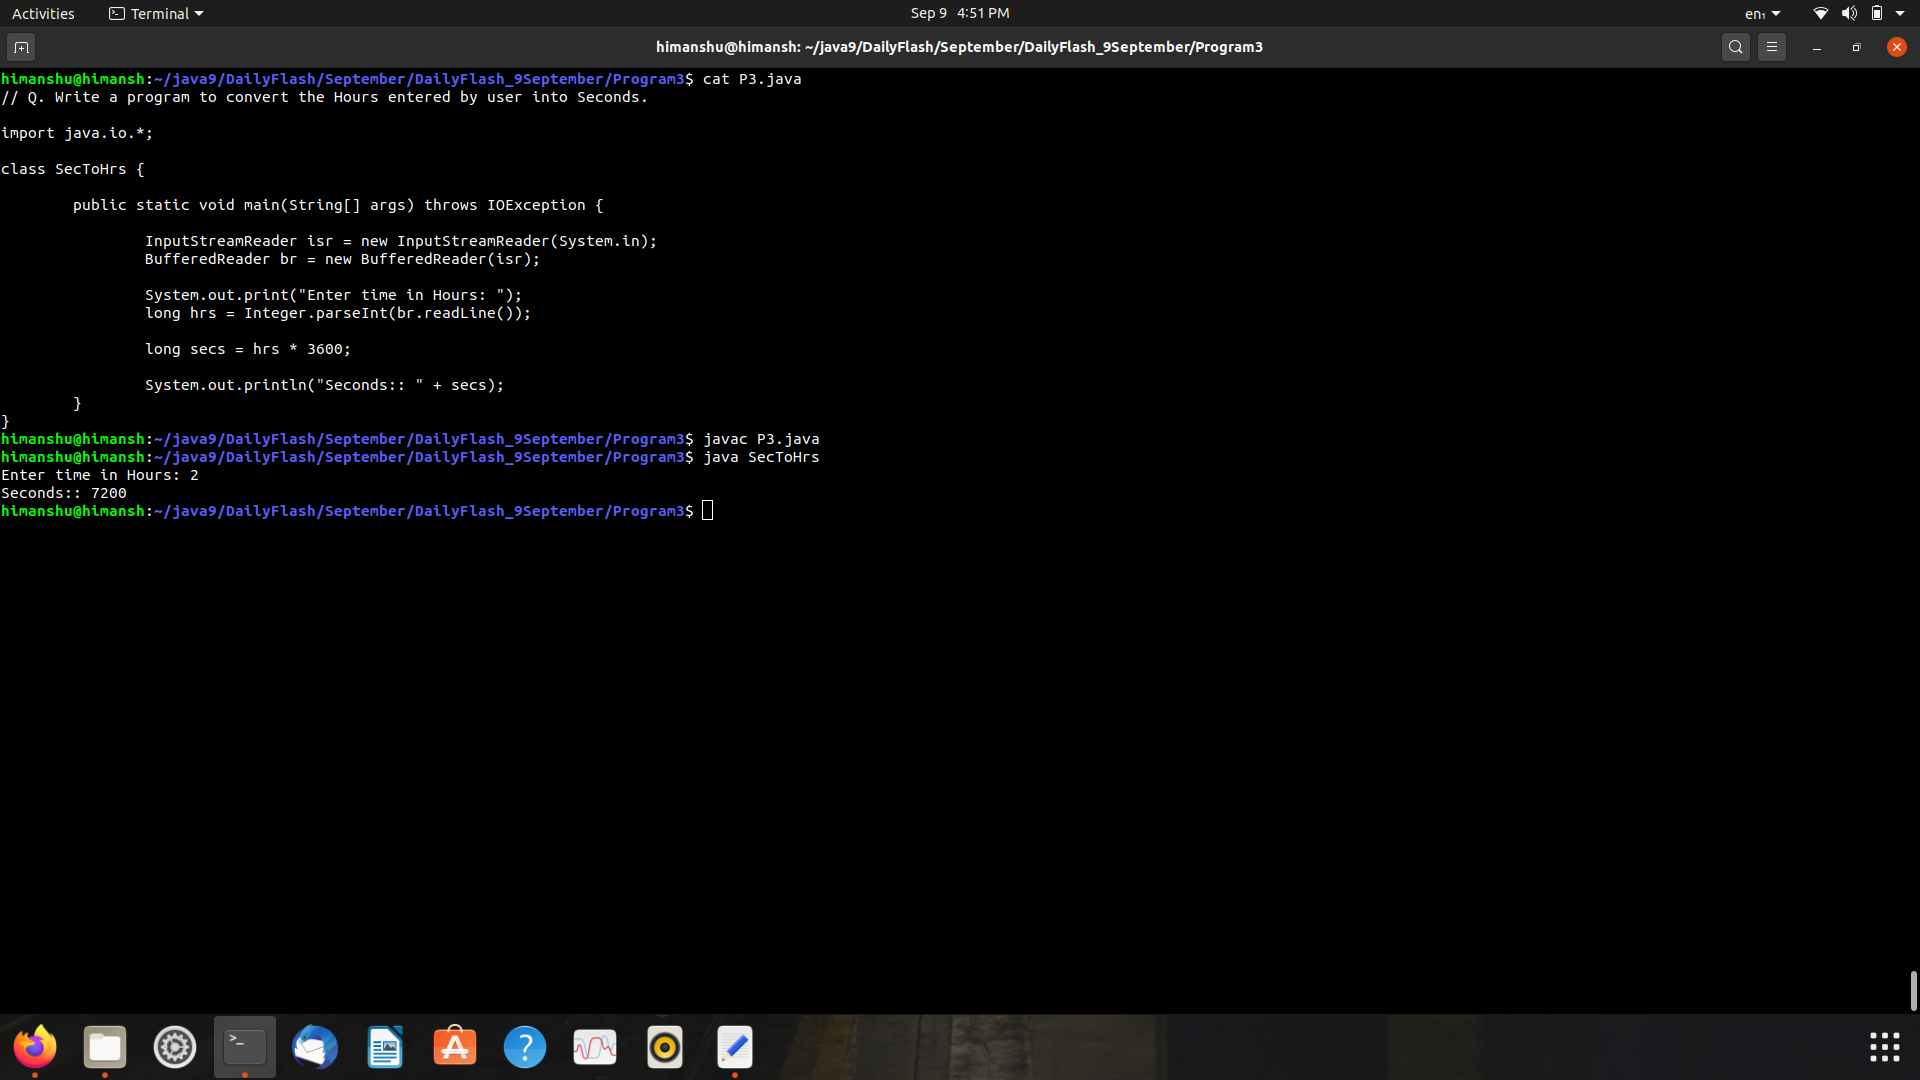 Activities
Terminal
Sep 9 4:51 PM
en₁
himanshu@himansh: ~/java9/DailyFlash/September/DailyFlash_9September/Program3
himanshu@himansh:~/java9/DailyFlash/September/DailyFlash_9September/Program3$ cat P3.java
// Q. Write a program to convert the Hours entered by user into Seconds.
import java.io.*;
class SecToHrs {
public static void main(String[] args) throws IOException {
InputStreamReader isr = new InputStreamReader(System.in);
BufferedReader br = new BufferedReader(isr);
System.out.print("Enter time in Hours: ");
long hrs = Integer.parseInt(br.readLine());
long secs = hrs * 3600;
System.out.println("Seconds:: " + secs);
}
}
himanshu@himansh:~/java9/DailyFlash/September/DailyFlash_9September/Program3$ javac P3.java
himanshu@himansh:~/java9/DailyFlash/September/DailyFlash_9September/Program3$ java SecToHrs
Enter time in Hours: 2
Seconds:: 7200
himanshu@himansh:~/java9/DailyFlash/September/DailyFlash_9September/Program3$